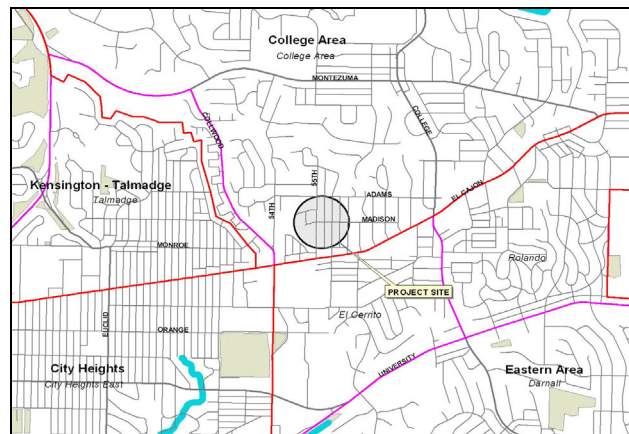 College Area
College Area
MONTEZUMA
COLLWOOD
COLLEGE
Kensington - Talmadge
Talmadge
55TH
54TH
ADAMS
EL CAJON
MADISON
MONROE
Rolando
PROJECT SITE
El Cerrito
EUCLID
ORANGE
UNIVERSITY
City Heights
City Heights East
Eastern Area
Darnall